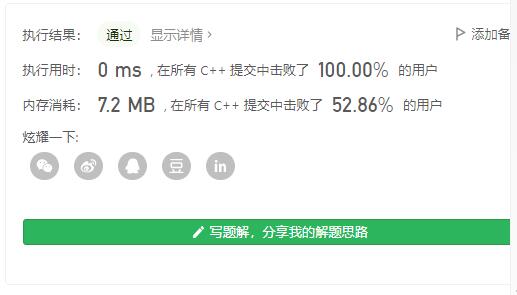 执行结果： 通过 显示详情 › 添加备
执行用时： 0 ms , 在所有 C++ 提交中击败了 100.00% 的用户
内存消耗： 7.2 MB , 在所有 C++ 提交中击败了 52.86% 的用户
炫耀一下:
豆 in
写题解，分享我的解题思路